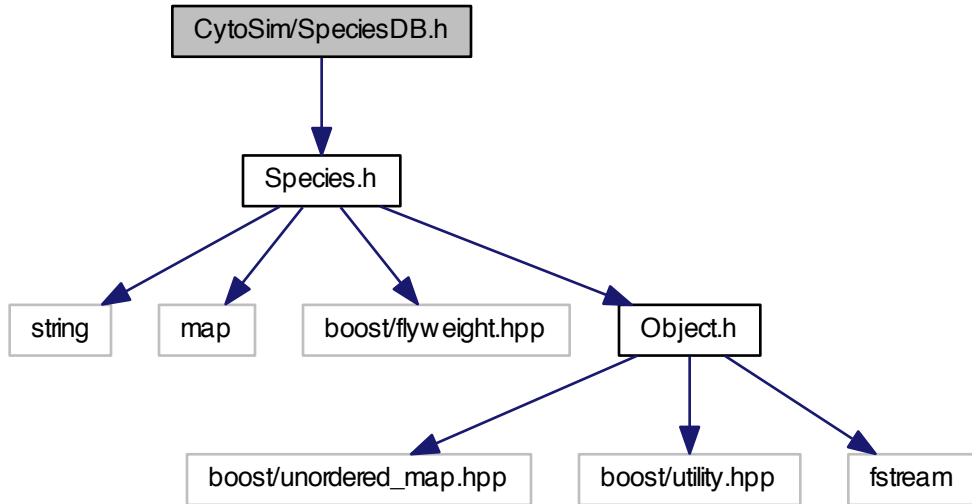 CytoSim/SpeciesDB.h
Species.h
string
map
boost/flyweight.hpp
Object.h
boost/unordered_map.hpp
boost/utility.hpp
fstream